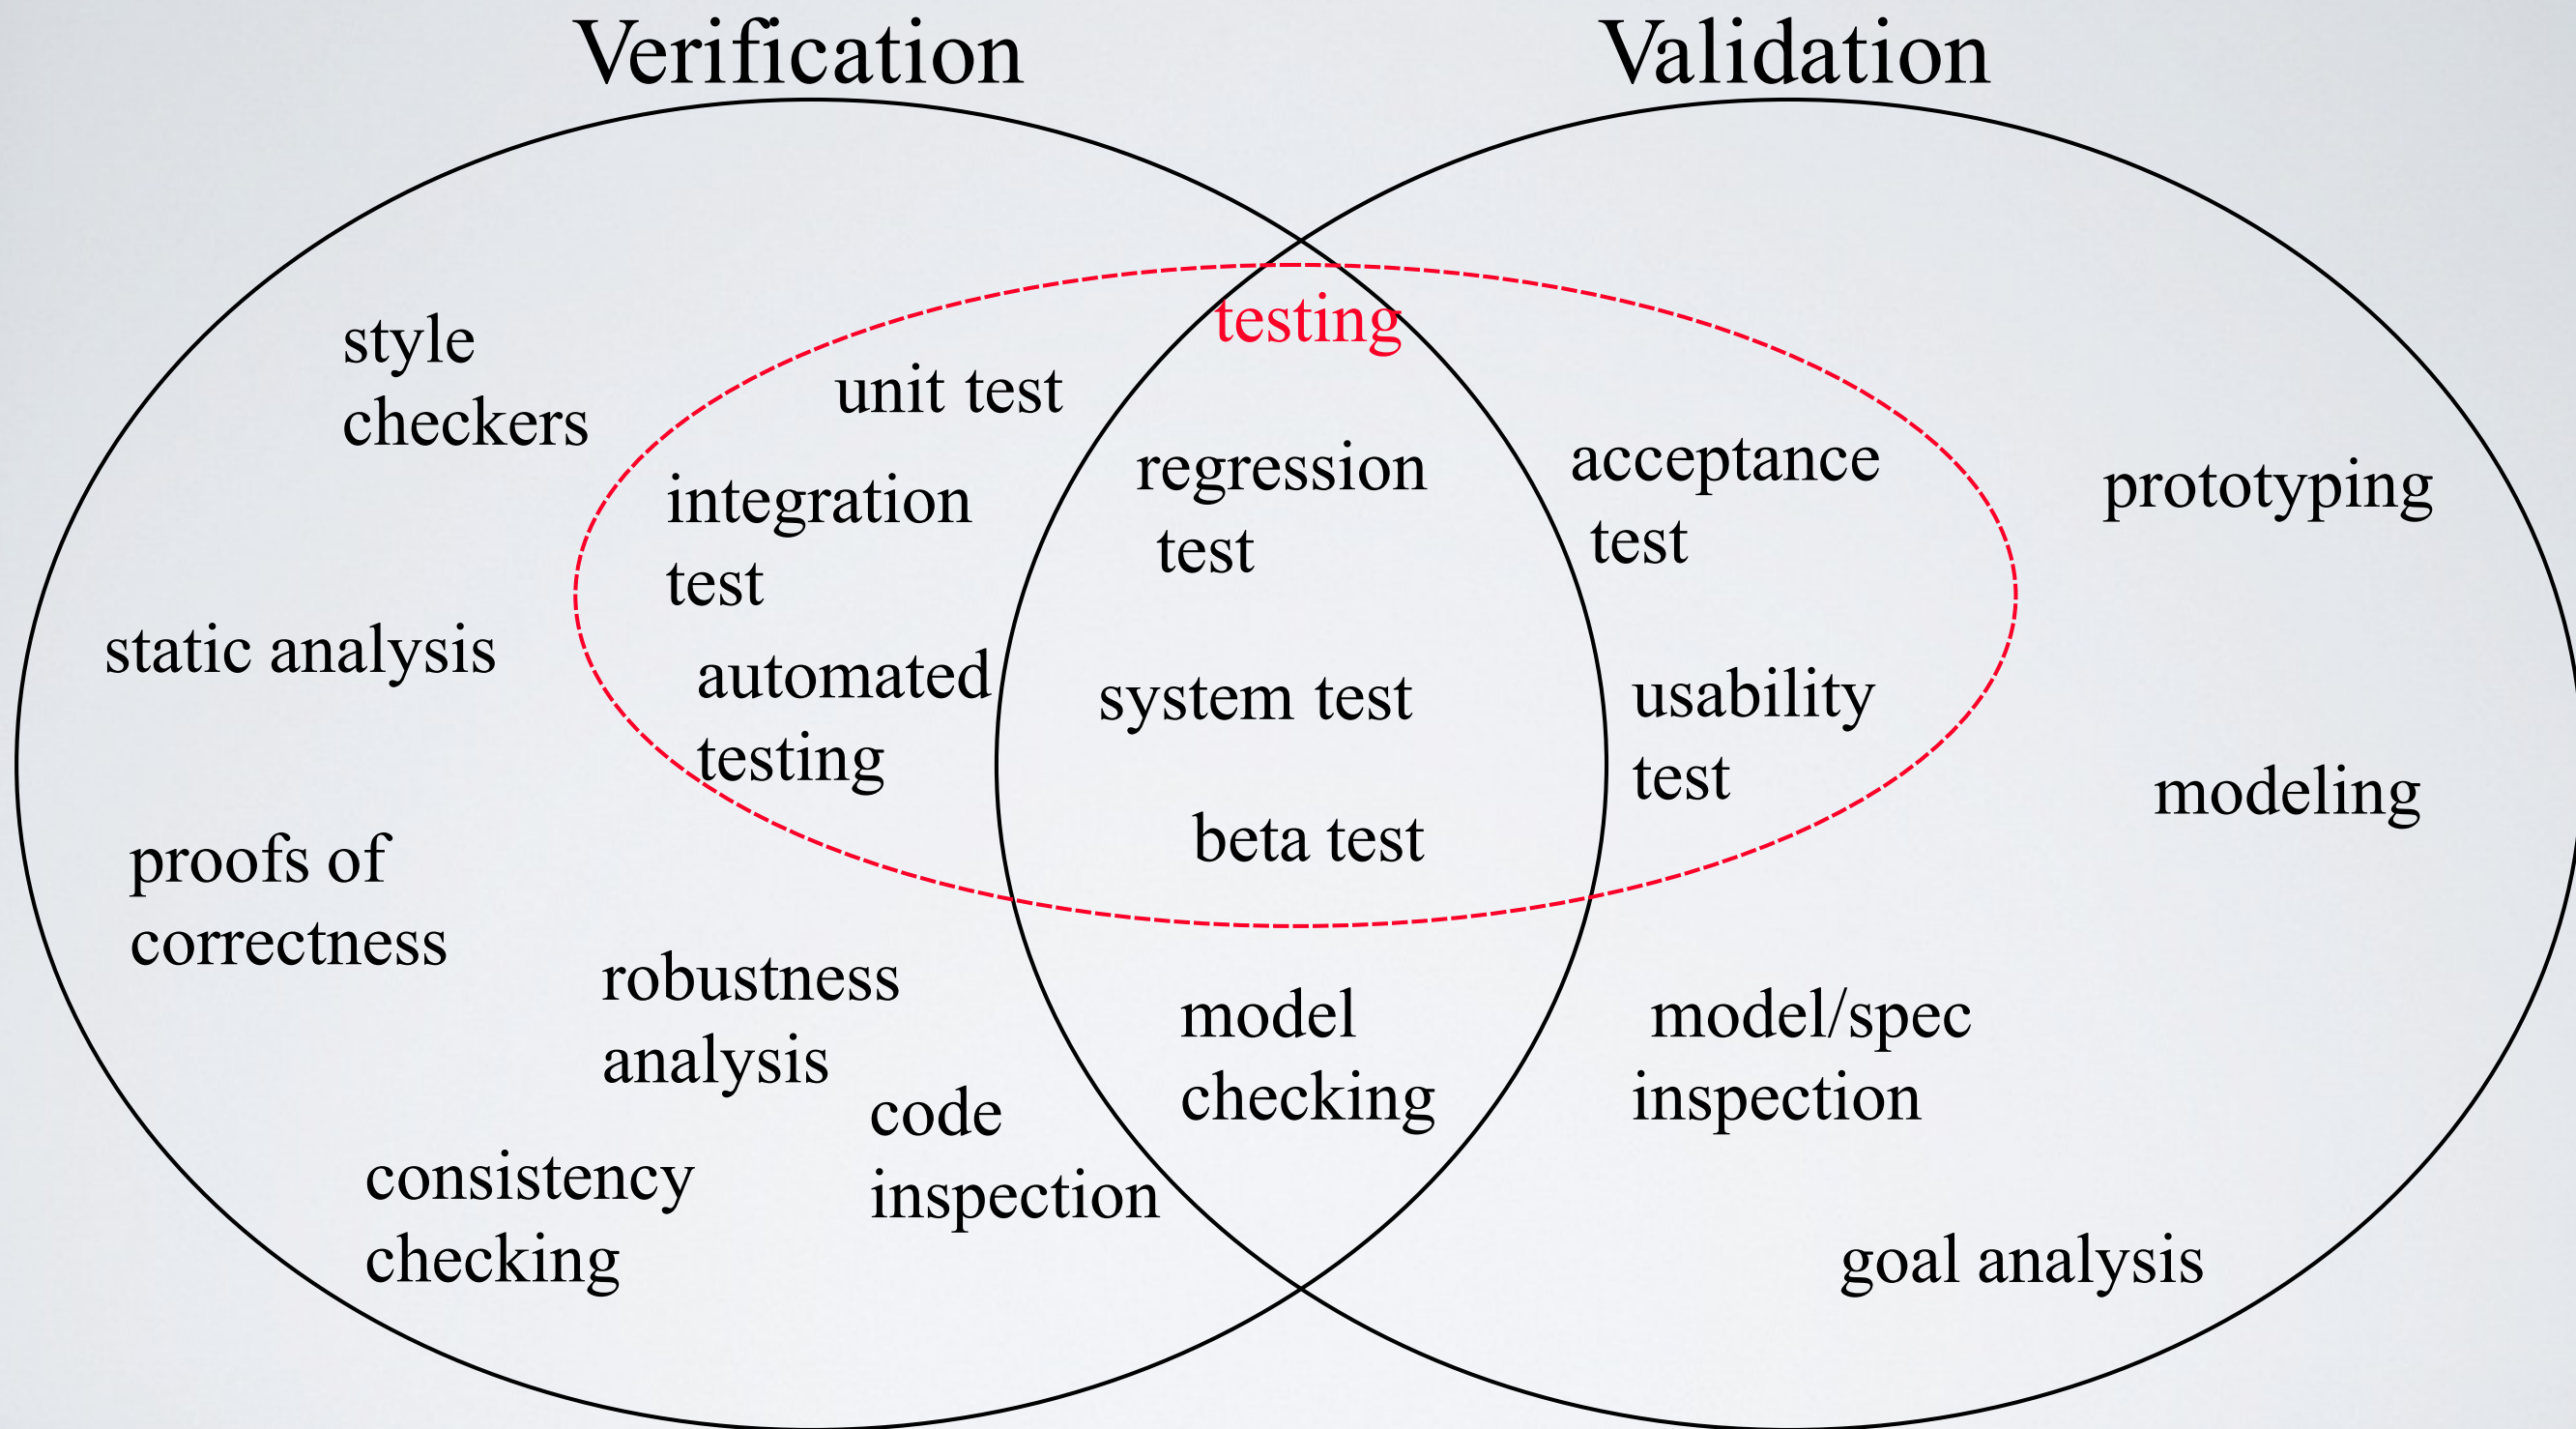 Verification
Validation
style
checkers
static analysis
proofs of
correctness
robustness
analysis
code
inspection
consistency
checking
testing
unit test
integration
test
automated
testing
regression
test
system test
beta test
model
checking
acceptance
test
usability
test
prototyping
modeling
model/spec
inspection
goal analysis